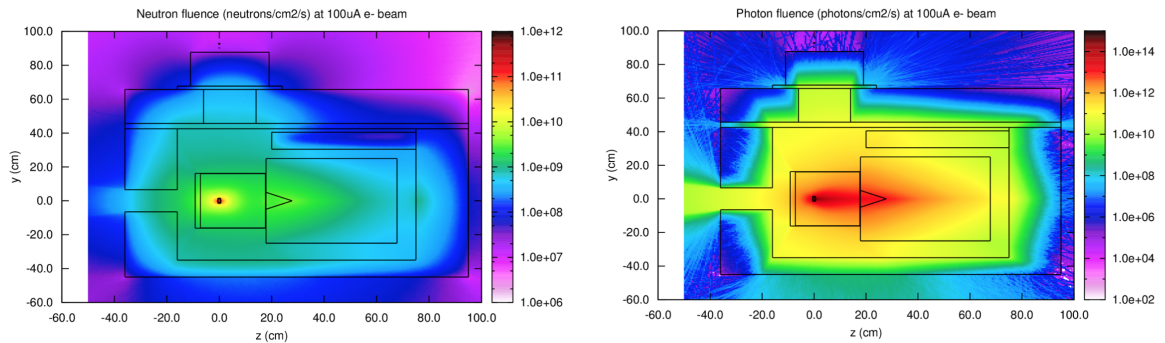 Neutron fluence (neutrons/cm2/s) at 100uA e- beam
100.0
80.0
60.0
40.0
20.0
0.0
-20.0
-40.0
-60.0
y (cm)
-60.0 -40.0 -20.0 0.0 20.0 40.0 60.0 80.0 100.0
z (cm)
1.0e+12
1.0e+11
1.0e+10
1.0e+09
1.0e+08
1.0e+07
1.0e+06
Photon fluence (photons/cm2/s) at 100uA e- beam
100.0
80.0
60.0
40.0
20.0
0.0
-20.0
-40.0
-60.0
y (cm)
-60.0 -40.0 -20.0 0.0 20.0 40.0 60.0 80.0 100.0
z (cm)
1.0e+14
1.0e+12
1.0e+10
1.0e+08
1.0e+06
1.0e+04
1.0e+02